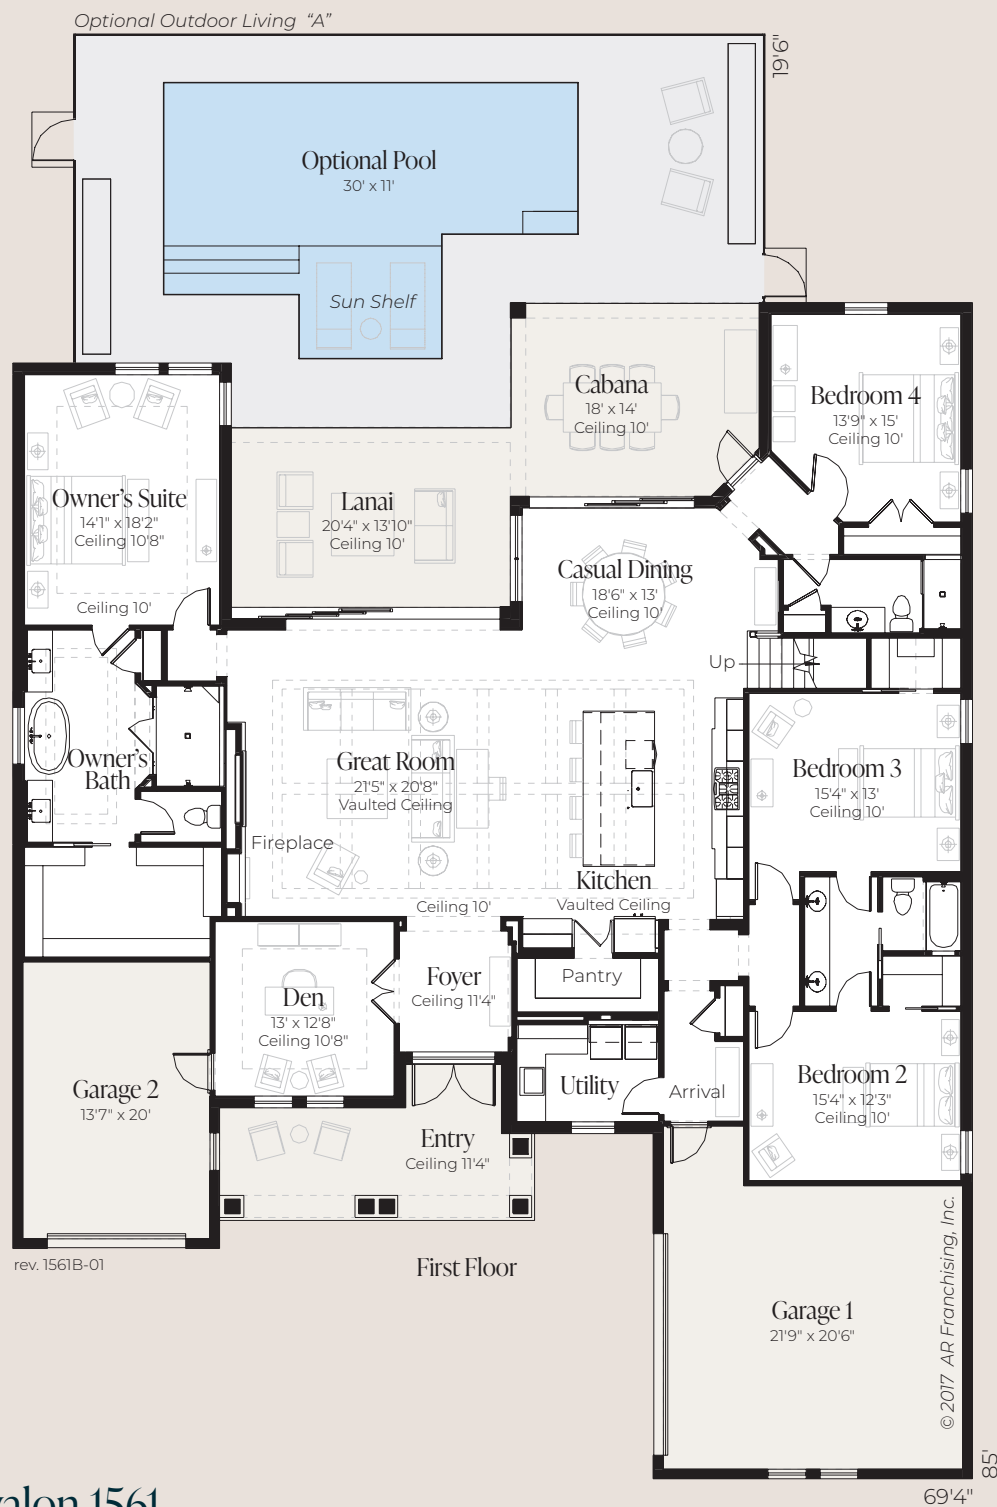 Optional Outdoor Living “A”
19'6"
Optional Pool
30' x 11'
Sun Shelf
Cabana
18' x 14'
Ceiling 10'
Bedroom 4
13'9" x 15'
Ceiling 10'
Owner's Suite
14'1" x 18'2"
Ceiling 10'8"
Ceiling 10'
Lanai
20'4" x 13'10"
Ceiling 10'
Casual Dining
18'6" x 13'
Ceiling 10'
Up
Owner's
Bath
Great Room
21'5" x 20'8"
Vaulted Ceiling
Fireplace
Bedroom 3
15'4" x 13'
Ceiling 10'
Kitchen
Vaulted Ceiling
Ceiling 10'
Foyer
Ceiling 11'4"
Pantry
Den
13' x 12'8"
Ceiling 10'8"
Garage 2
13'7" x 20'
Utility
Arrival
Bedroom 2
15'4" x 12'3"
Ceiling 10'
Entry
Ceiling 11'4"
rev. 1561B-01
First Floor
Garage 1
21'9" x 20'6"
© 2017 AR Franchising, Inc.
85'
69'4"
1561